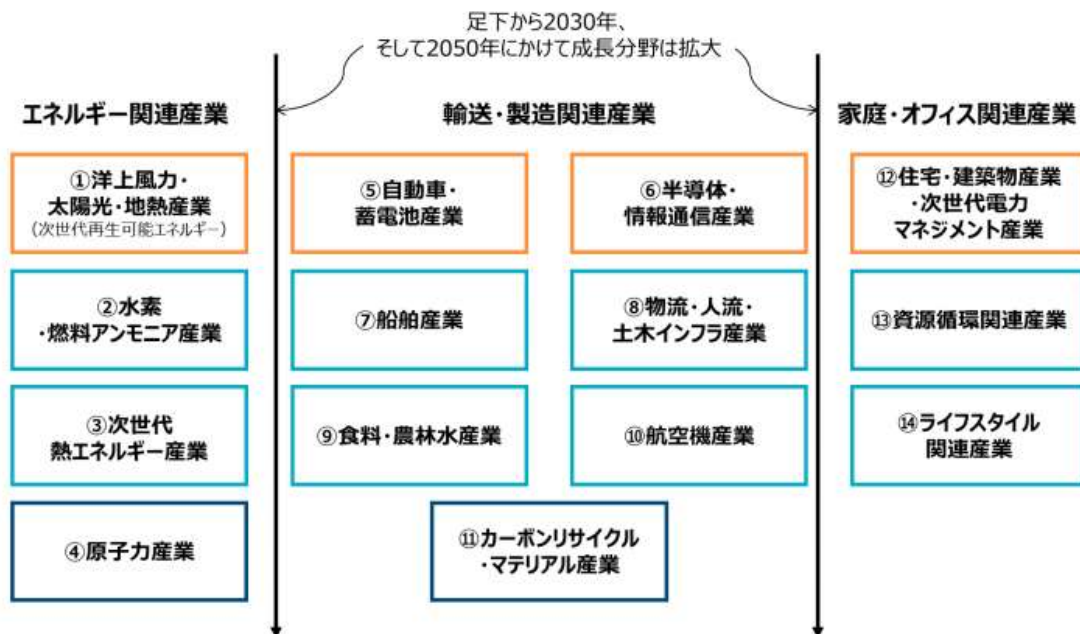 足下から2030年、
そして2050年にかけて成長分野は拡大
エネルギー関連産業
輸送・製造関連産業
家庭・オフィス関連産業
①洋上風力・
太陽光・地熱産業
（次世代再生可能エネルギー）
②水素
・燃料アンモニア産業
③次世代
熱エネルギー産業
④原子力産業
⑤自動車・
蓄電池産業
⑥半導体・
情報通信産業
⑦船舶産業
⑧物流・人流・
土木インフラ産業
⑨食料・農林水産業
⑩航空機産業
⑪カーボンリサイクル
・マテリアル産業
⑫住宅・建築物産業
・次世代電力
マネジメント産業
⑬資源循環関連産業
⑭ライフスタイル
関連産業